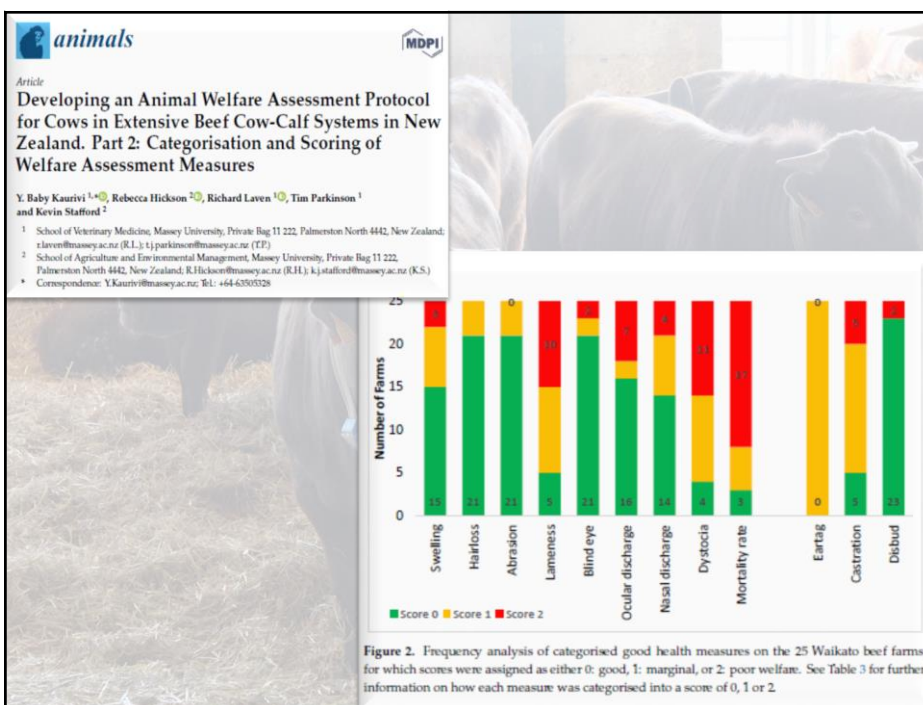 animals
MDPI
Article
Developing an Animal Welfare Assessment Protocol
for Cows in Extensive Beef Cow-Calf Systems in New
Zealand. Part 2: Categorisation and Scoring of
Welfare Assessment Measures
Y. Baby Kaurivi 1,*, Rebecca Hickson 2, Richard Laven 1, Tim Parkinson 1
and Kevin Stafford 2
1 School of Veterinary Medicine, Massey University, Private Bag 11 222, Palmerston North 4442, New Zealand;
r.laven@massey.ac.nz (R.L.); t.j.parkinson@massey.ac.nz (T.P.)
2 School of Agriculture and Environmental Management, Massey University, Private Bag 11 222,
Palmerston North 4442, New Zealand; R.Hickson@massey.ac.nz (R.H.); k.j.stafford@massey.ac.nz (K.S.)
* Correspondence: Y.Kaurivi@massey.ac.nz; Tel.: +64-63505328
Number of Farms
25
20
15
10
5
0
3 0 10 2 7 4 11 17 0 5 2
15 21 21 5 21 16 14 4 3 0 5 23
Swelling
Hairloss
Abrasion
Lameness
Blind eye
Ocular discharge
Nasal discharge
Dystocia
Mortality rate
Eartag
Castration
Disbud
Score 0 Score 1 Score 2
Figure 2. Frequency analysis of categorised good health measures on the 25 Waikato beef farms
for which scores were assigned as either 0: good, 1: marginal, or 2: poor welfare. See Table 3 for further
information on how each measure was categorised into a score of 0, 1 or 2.